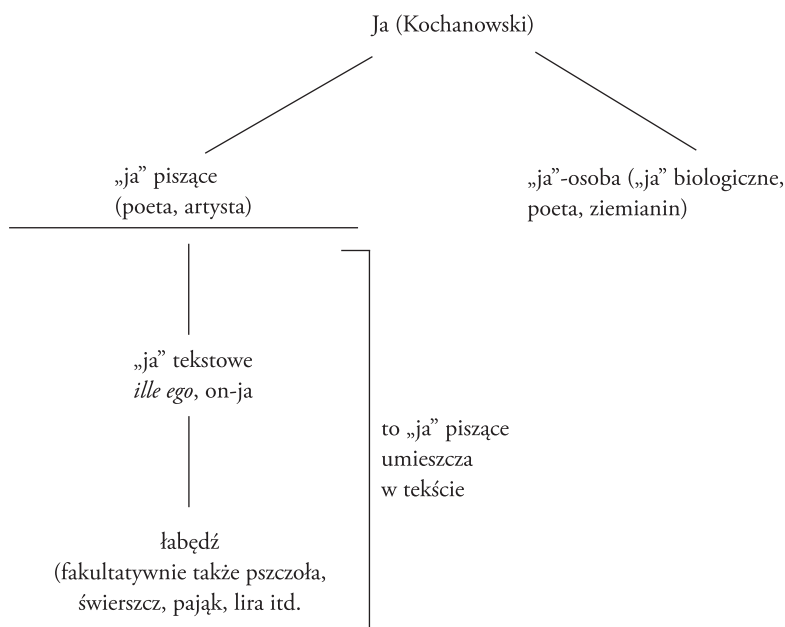 Ja (Kochanowski)
„ja” piszące
(poeta, artysta)
„ja”-osoba („ja” biologiczne,
poeta, ziemianin)
„ja” tekstowe
ille ego, on-ja
to „ja” piszące
umieszcza
w tekście
łabędź
(fakultatywnie także pszczoła,
świerszcz, pająk, lira itd.